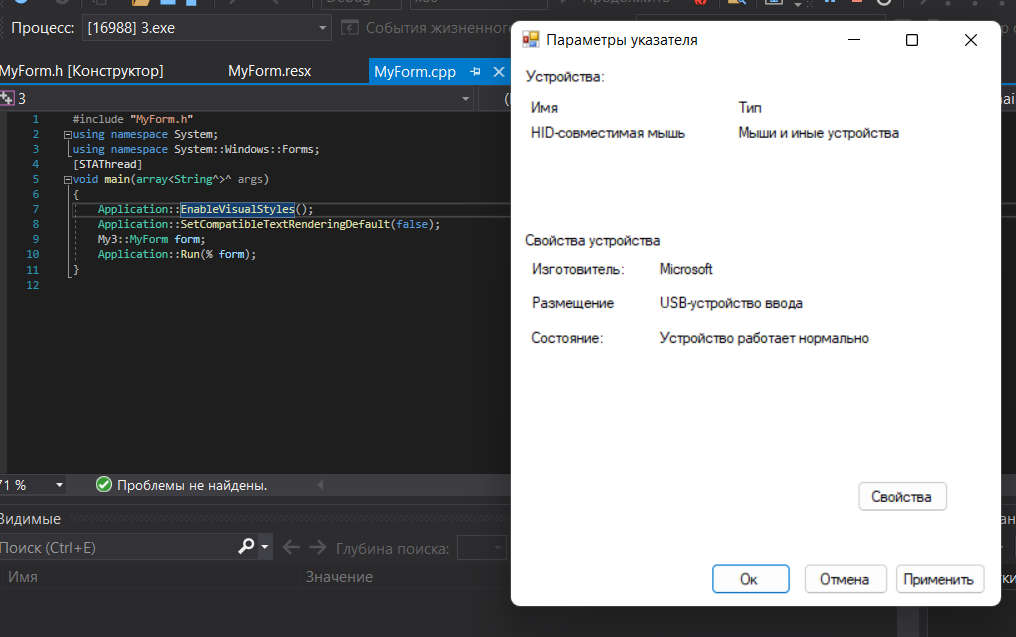 Процесс: [16988] 3.exe События жизненного
MyForm.h [Конструктор] MyForm.resx MyForm.cpp
3
1 #include "MyForm.h"
2 using namespace System;
3 using namespace System::Windows::Forms;
4 [STAThread]
5 void main(array<String^>^ args)
6 {
7 Application::EnableVisualStyles();
8 Application::SetCompatibleTextRenderingDefault(false);
9 My3::MyForm form;
10 Application::Run(% form);
11 }
12
71 % Проблемы не найдены.
Видимые
Поиск (Ctrl+E) Глубина поиска:
Имя Значение
Параметры указателя
Устройства:
Имя Тип
HID-совместимая мышь Мыши и иные устройства
Свойства устройства
Изготовитель: Microsoft
Размещение USB-устройство ввода
Состояние: Устройство работает нормально
Свойства
Ок Отмена Применить